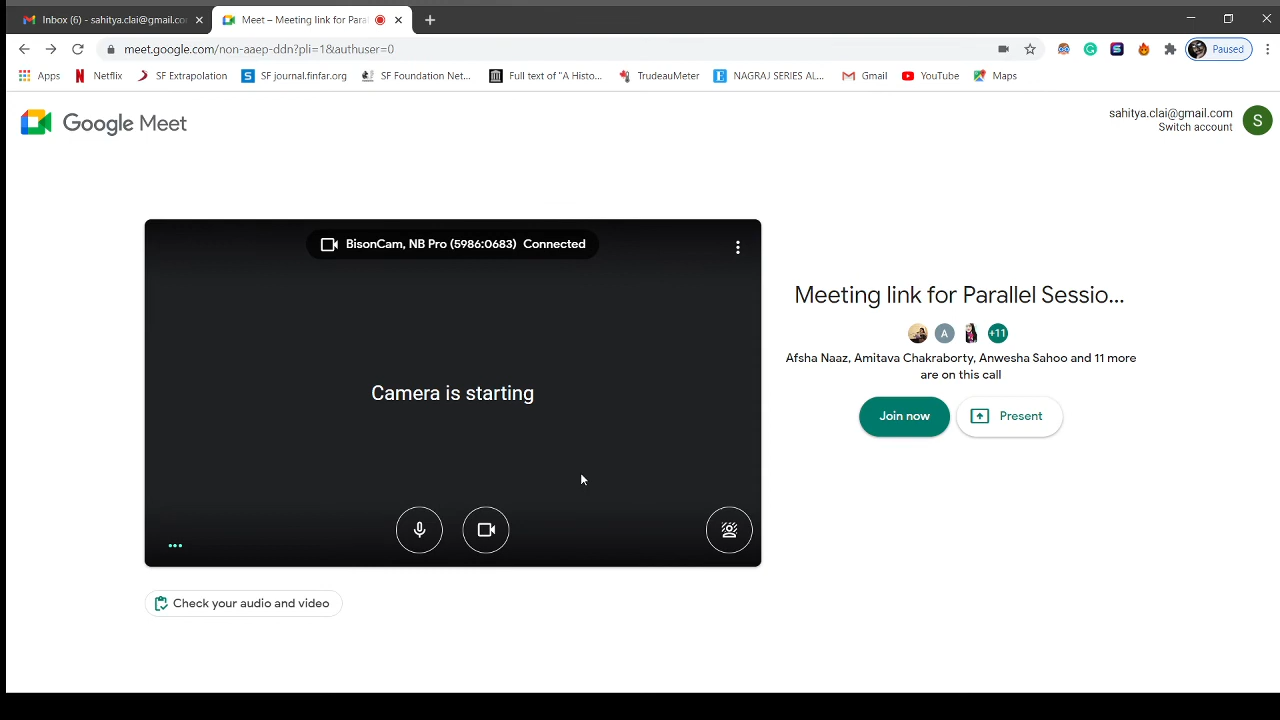 Inbox (6) - sahitya.clai@gmail.co
Meet – Meeting link for Para
meet.google.com/non-aaep-ddn?pli=1&authuser=0
Paused
Apps
Netflix
SF Extrapolation
SF journal.finfar.org
SF Foundation Net...
Full text of "A Histo...
TrudeauMeter
NAGRAJ SERIES AL...
Gmail
YouTube
Maps
Google Meet
sahitya.clai@gmail.com
Switch account
S
BisonCam, NB Pro (5986:0683) Connected
Camera is starting
Meeting link for Parallel Sessio...
A
+11
Afsha Naaz, Amitava Chakraborty, Anwesha Sahoo and 11 more
are on this call
Join now
Present
Check your audio and video